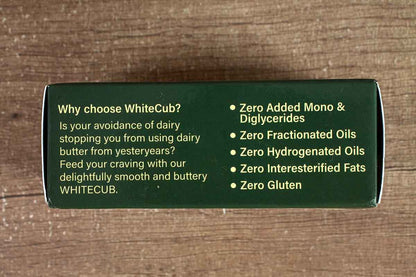 Why choose WhiteCub?
Is your avoidance of dairy
stopping you from using dairy
butter from yesteryears?
Feed your craving with our
delightfully smooth and buttery
WHITECUB.
• Zero Added Mono &
Diglycerides
• Zero Fractionated Oils
• Zero Hydrogenated Oils
• Zero Interesterified Fats
• Zero Gluten